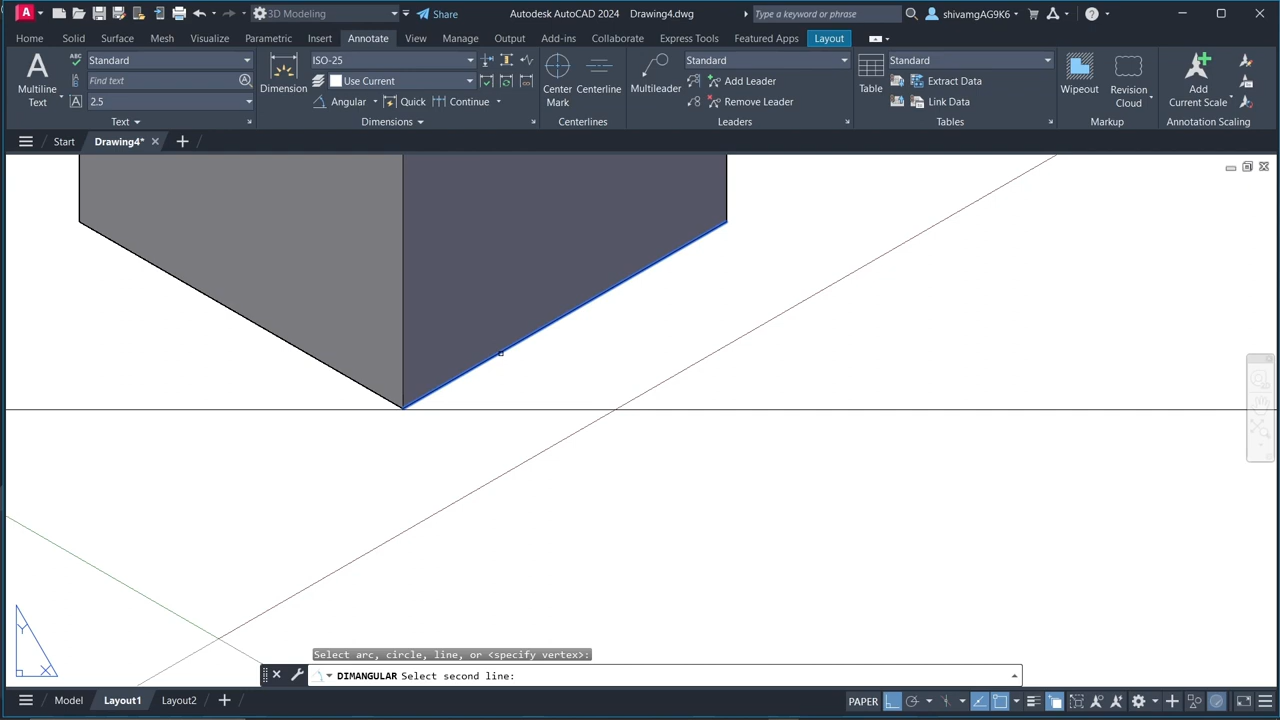 3D Modeling
Share
Autodesk AutoCAD 2024 Drawing4.dwg
Type a keyword or phrase
shivamgAG9K6
Home Solid Surface Mesh Visualize Parametric Insert Annotate View Manage Output Add-ins Collaborate Express Tools Featured Apps Layout
Multiline Text
ABC
Standard
Find text
A 2.5
Text
Dimension
ISO-25
Use Current
Angular Quick Continue
Dimensions
Center Mark
Centerline
Centerlines
Multileader
Standard
Add Leader
Remove Leader
Leaders
Table
Standard
Extract Data
Link Data
Tables
Wipeout
Revision Cloud
Markup
Add Current Scale
Annotation Scaling
Start Drawing4*
Y
X
Select arc, circle, line, or <specify vertex>:
DIMANGULAR Select second line:
Model Layout1 Layout2
PAPER